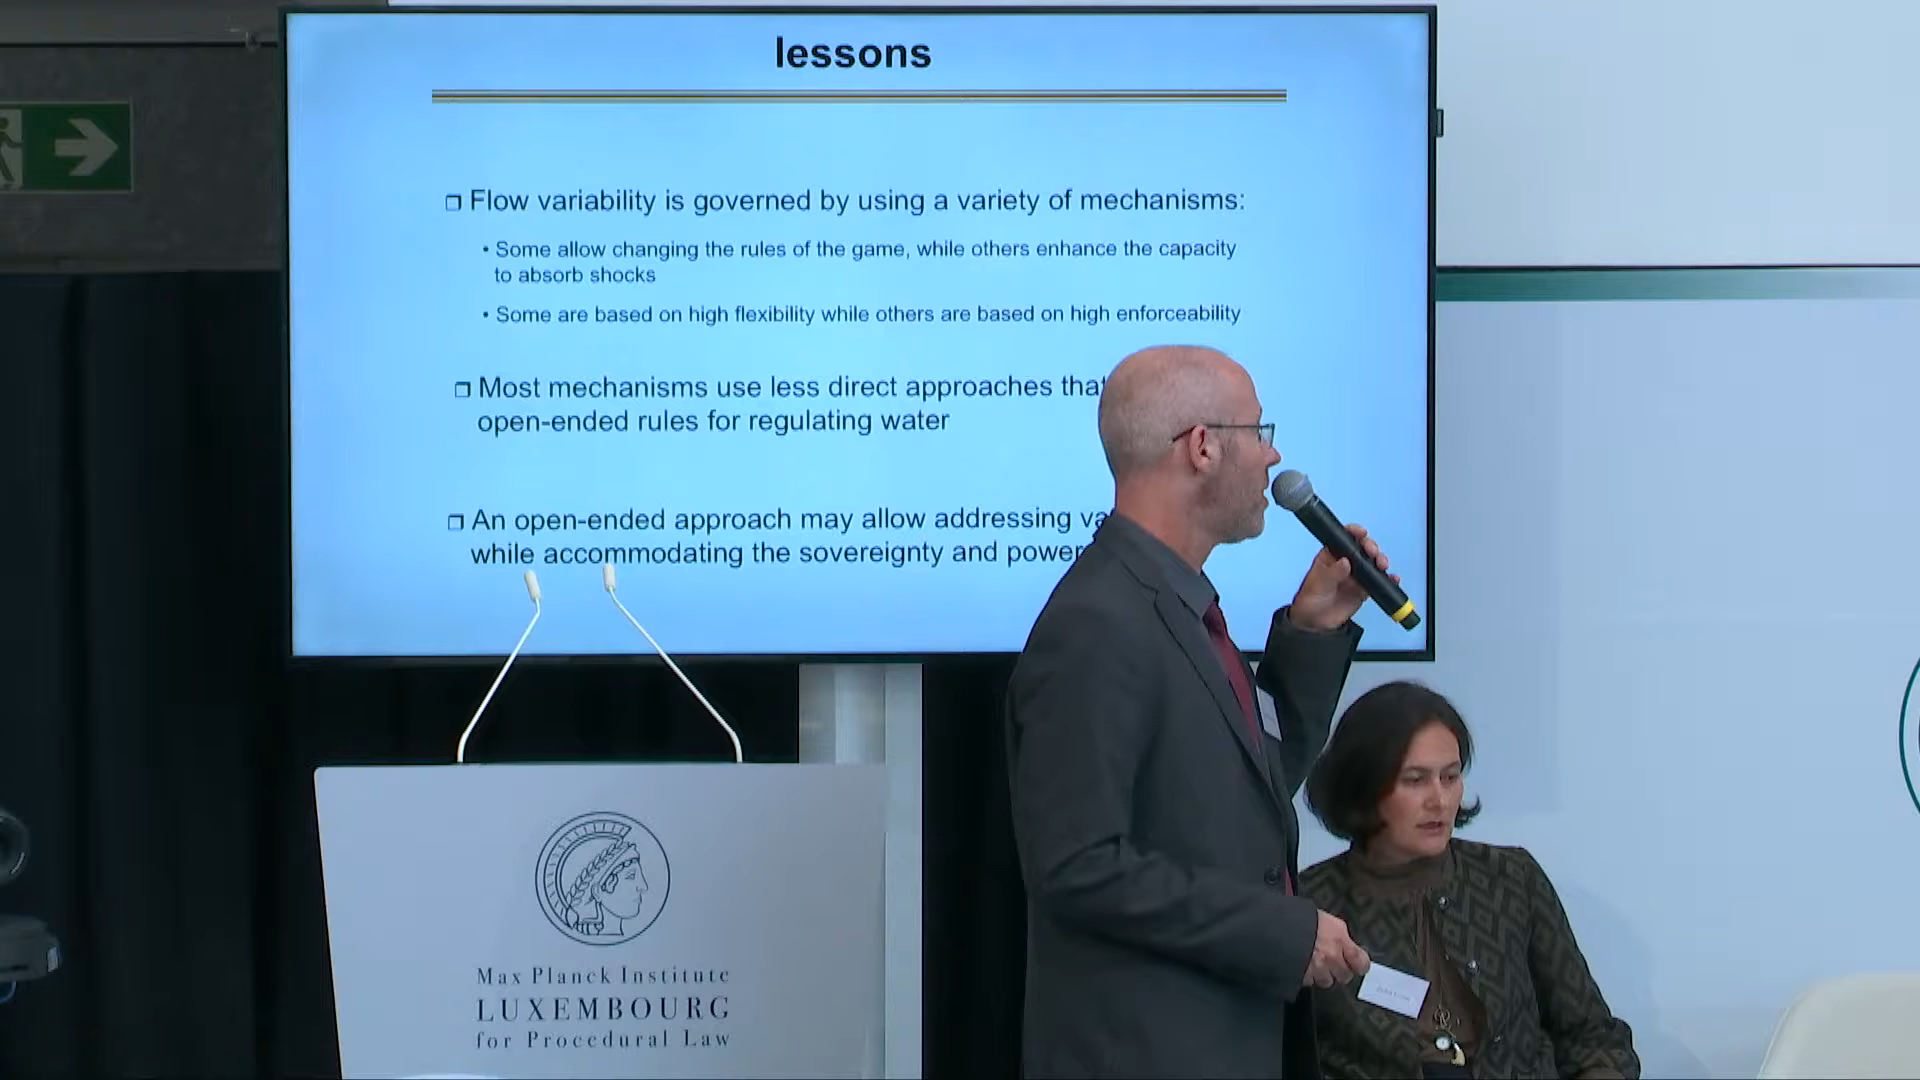 lessons
Flow variability is governed by using a variety of mechanisms:
• Some allow changing the rules of the game, while others enhance the capacity
to absorb shocks
• Some are based on high flexibility while others are based on high enforceability
Most mechanisms use less direct approaches that
open-ended rules for regulating water
An open-ended approach may allow addressing
while accommodating the sovereignty and power
Max Planck Institute
LUXEMBOURG
for Procedural Law